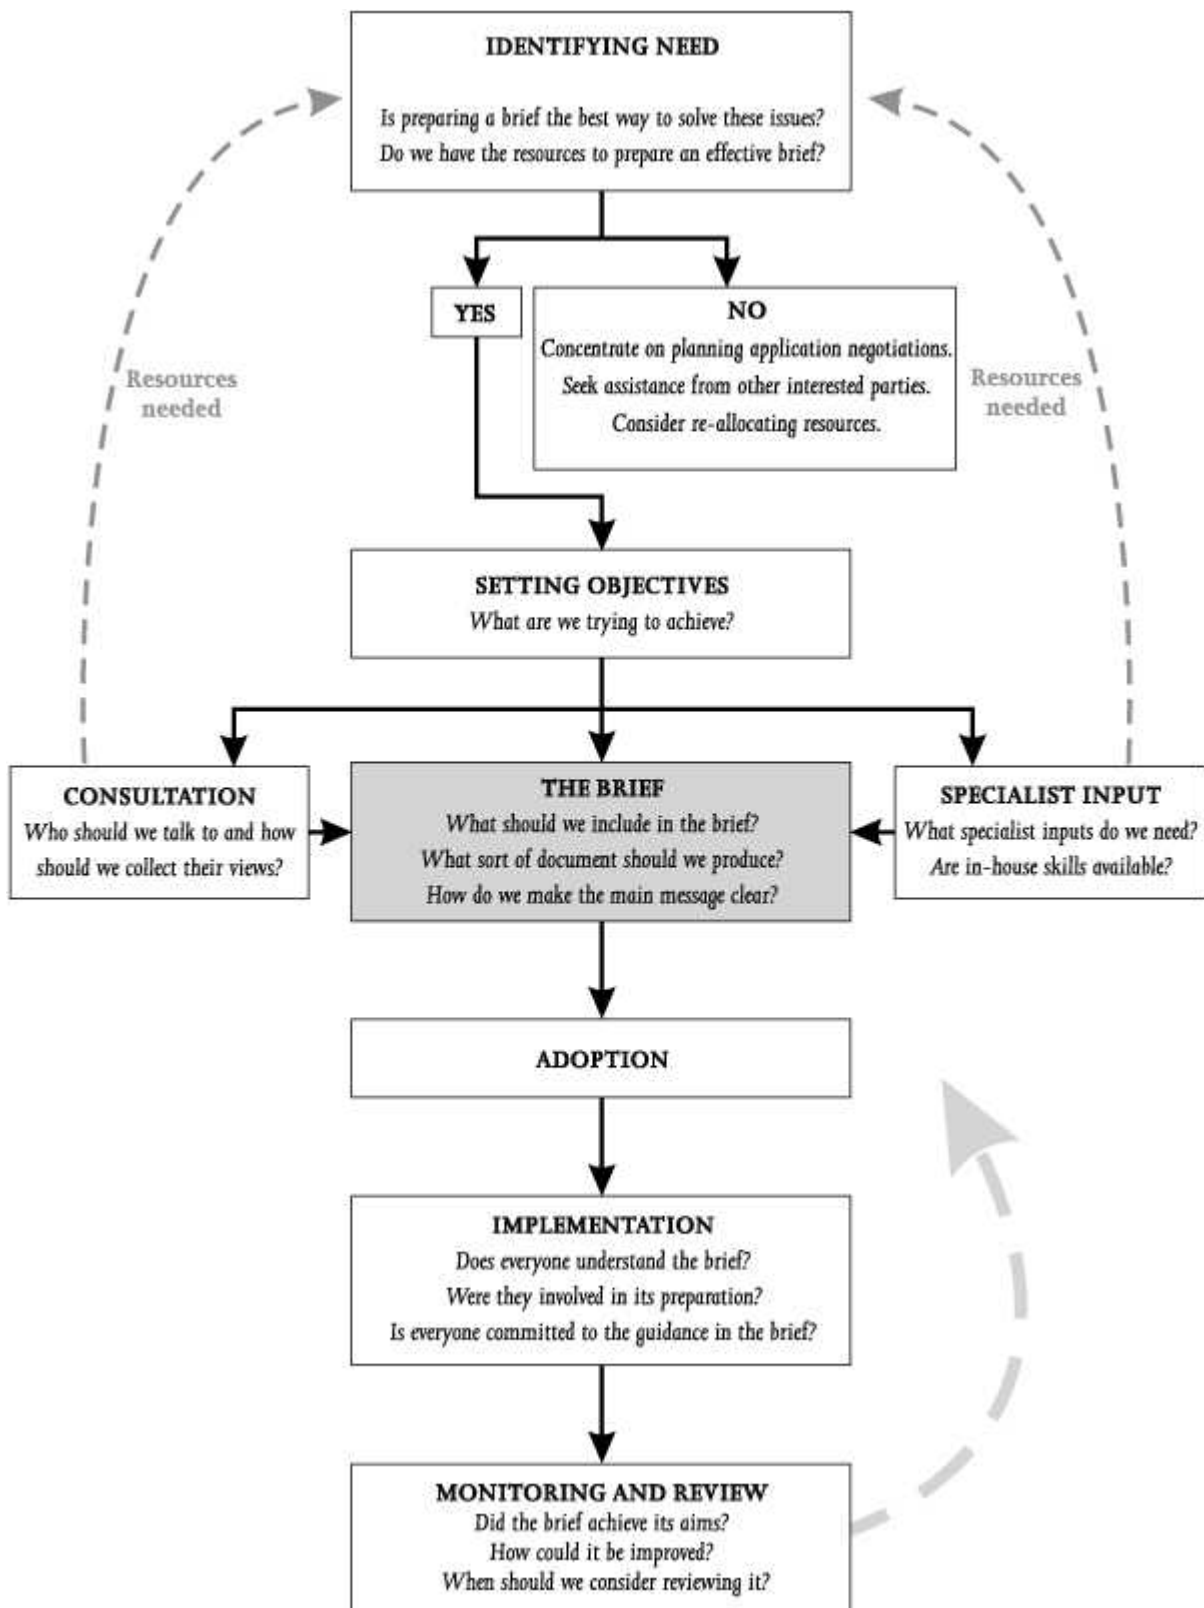 IDENTIFYING NEED
Is preparing a brief the best way to solve these issues?
Do we have the resources to prepare an effective brief?
YES
NO
Concentrate on planning application negotiations.
Seek assistance from other interested parties.
Consider re-allocating resources.
Resources
needed
Resources
needed
SETTING OBJECTIVES
What are we trying to achieve?
CONSULTATION
Who should we talk to and how
should we collect their views?
THE BRIEF
What should we include in the brief?
What sort of document should we produce?
How do we make the main message clear?
SPECIALIST INPUT
What specialist inputs do we need?
Are in-house skills available?
ADOPTION
IMPLEMENTATION
Does everyone understand the brief?
Were they involved in its preparation?
Is everyone committed to the guidance in the brief?
MONITORING AND REVIEW
Did the brief achieve its aims?
How could it be improved?
When should we consider reviewing it?